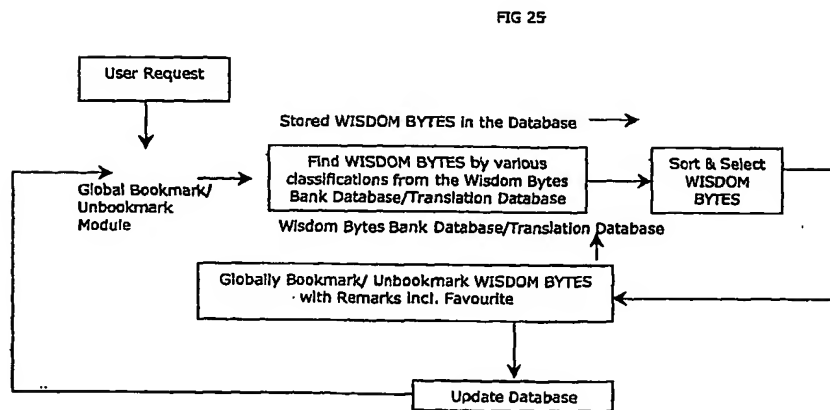 FIG 25
User Request
Stored WISDOM BYTES in the Database
Global Bookmark/
Unbookmark
Module
Find WISDOM BYTES by various
classifications from the Wisdom Bytes
Bank Database/Translation Database
Sort & Select
WISDOM
BYTES
Wisdom Bytes Bank Database/Translation Database
Globally Bookmark/ Unbookmark WISDOM BYTES
with Remarks incl. Favourite
Update Database